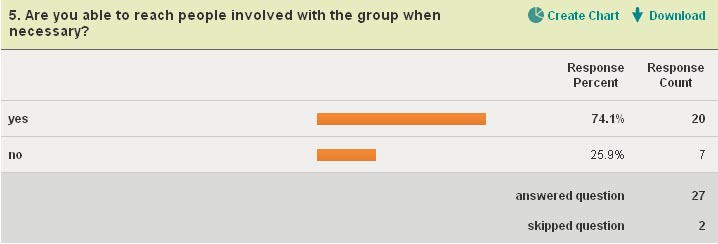 5. Are you able to reach people involved with the group when necessary?
Create Chart Download
Response Percent Response Count
yes 74.1% 20
no 25.9% 7
answered question 27
skipped question 2